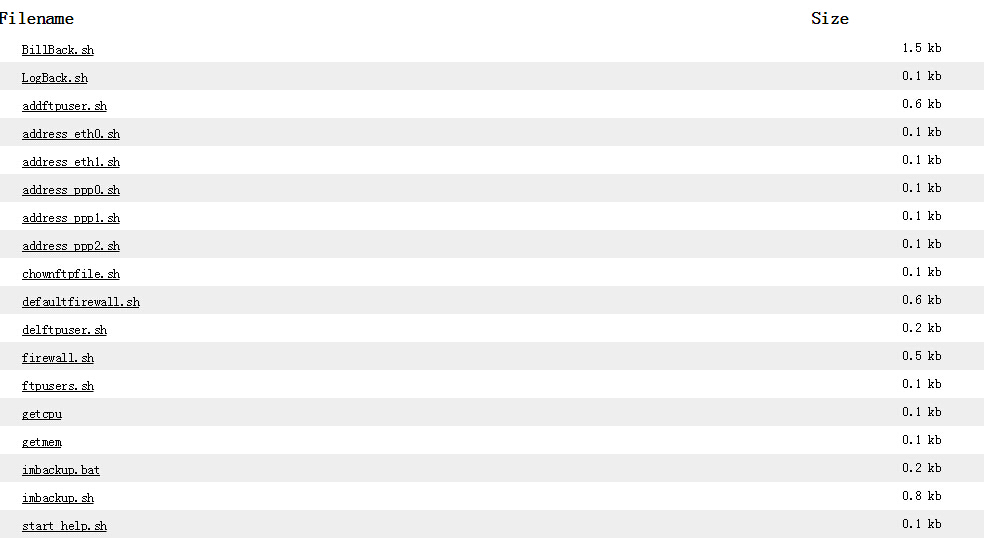 Filename Size
BillBack.sh 1.5 kb
LogBack.sh 0.1 kb
addftpuser.sh 0.6 kb
address_eth0.sh 0.1 kb
address_eth1.sh 0.1 kb
address_ppp0.sh 0.1 kb
address_ppp1.sh 0.1 kb
address_ppp2.sh 0.1 kb
chownftpfile.sh 0.1 kb
defaultfirewall.sh 0.6 kb
delftpuser.sh 0.2 kb
firewall.sh 0.5 kb
ftpusers.sh 0.1 kb
getcpu 0.1 kb
getmem 0.1 kb
imbackup.bat 0.2 kb
imbackup.sh 0.8 kb
start_help.sh 0.1 kb